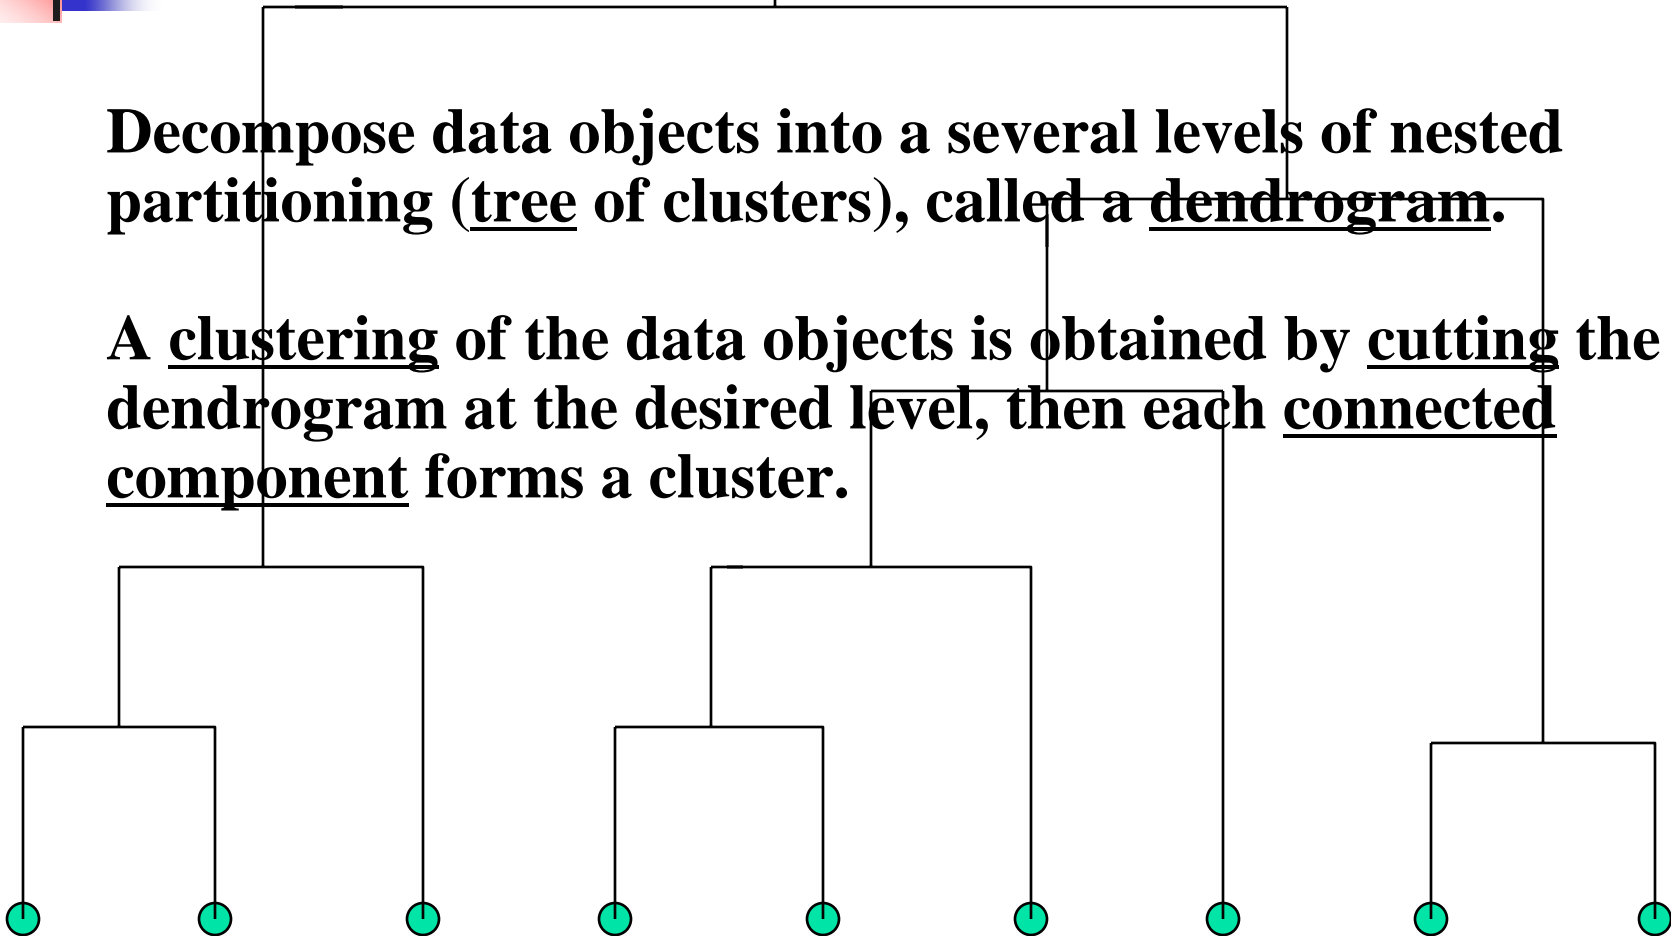 Decompose data objects into a several levels of nested
partitioning (tree of clusters), called a dendrogram.
A clustering of the data objects is obtained by cutting the
dendrogram at the desired level, then each connected
component forms a cluster.